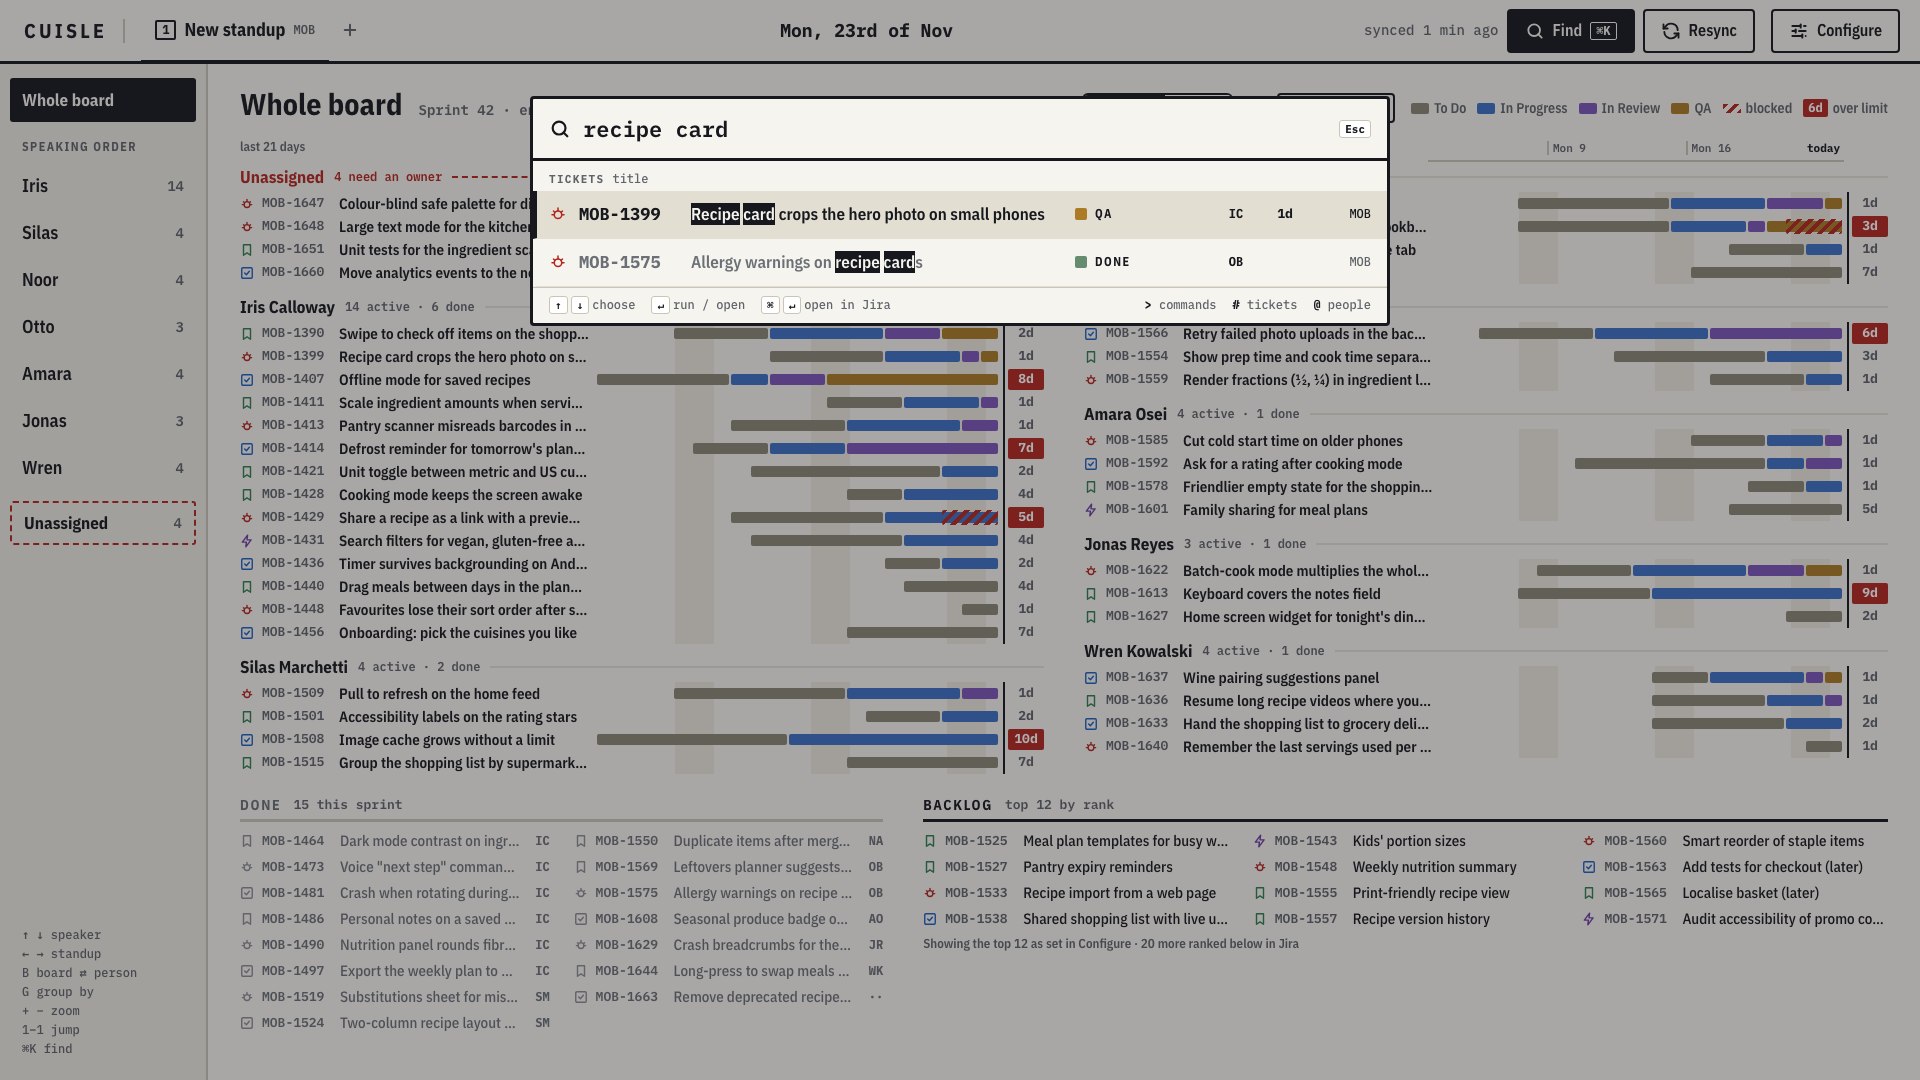 CUISLE
1 New standup MOB +
Mon, 23rd of Nov
synced 1 min ago
Find ⌘K
Resync
Configure
Whole board
SPEAKING ORDER
Iris 14
Silas 4
Noor 4
Otto 3
Amara 4
Jonas 3
Wren 4
Unassigned 4
↑ ↓ speaker
← → standup
B board ⇄ person
G group by
+ − zoom
1–1 jump
⌘K find
Whole board Sprint 42 ·
To Do In Progress In Review QA blocked 6d over limit
recipe card
Esc
TICKETS title
MOB-1399 Recipe card crops the hero photo on small phones QA IC 1d MOB
MOB-1575 Allergy warnings on recipe cards DONE OB MOB
↑ ↓ choose ↵ run / open ⌘ ↵ open in Jira > commands # tickets @ people
last 21 days
Unassigned 4 need an owner
MOB-1647 Colour-blind safe palette for
MOB-1648 Large text mode for the kitchen
MOB-1651 Unit tests for the ingredient
MOB-1660 Move analytics events to the
Iris Calloway 14 active · 6 done
MOB-1390 Swipe to check off items on the shopp... 2d
MOB-1399 Recipe card crops the hero photo on s... 1d
MOB-1407 Offline mode for saved recipes 8d
MOB-1411 Scale ingredient amounts when servi... 1d
MOB-1413 Pantry scanner misreads barcodes in ... 1d
MOB-1414 Defrost reminder for tomorrow's plan... 7d
MOB-1421 Unit toggle between metric and US cu... 2d
MOB-1428 Cooking mode keeps the screen awake 4d
MOB-1429 Share a recipe as a link with a previe... 5d
MOB-1431 Search filters for vegan, gluten-free a... 4d
MOB-1436 Timer survives backgrounding on And... 2d
MOB-1440 Drag meals between days in the plan... 4d
MOB-1448 Favourites lose their sort order after s... 1d
MOB-1456 Onboarding: pick the cuisines you like 7d
Silas Marchetti 4 active · 2 done
MOB-1509 Pull to refresh on the home feed 1d
MOB-1501 Accessibility labels on the rating stars 2d
MOB-1508 Image cache grows without a limit 10d
MOB-1515 Group the shopping list by supermark... 7d
Mon 9 Mon 16 today
1d
3d
tab 1d
7d
MOB-1566 Retry failed photo uploads in the bac... 6d
MOB-1554 Show prep time and cook time separa... 3d
MOB-1559 Render fractions (½, ¼) in ingredient l... 1d
Amara Osei 4 active · 1 done
MOB-1585 Cut cold start time on older phones 1d
MOB-1592 Ask for a rating after cooking mode 1d
MOB-1578 Friendlier empty state for the shoppin... 1d
MOB-1601 Family sharing for meal plans 5d
Jonas Reyes 3 active · 1 done
MOB-1622 Batch-cook mode multiplies the whol... 1d
MOB-1613 Keyboard covers the notes field 9d
MOB-1627 Home screen widget for tonight's din... 2d
Wren Kowalski 4 active · 1 done
MOB-1637 Wine pairing suggestions panel 1d
MOB-1636 Resume long recipe videos where you... 1d
MOB-1633 Hand the shopping list to grocery deli... 2d
MOB-1640 Remember the last servings used per ... 1d
DONE 15 this sprint
MOB-1464 Dark mode contrast on ingr... IC
MOB-1473 Voice "next step" comman... IC
MOB-1481 Crash when rotating during... IC
MOB-1486 Personal notes on a saved ... IC
MOB-1490 Nutrition panel rounds fibr... IC
MOB-1497 Export the weekly plan to ... IC
MOB-1519 Substitutions sheet for mis... SM
MOB-1524 Two-column recipe layout ... SM
MOB-1550 Duplicate items after merg... NA
MOB-1569 Leftovers planner suggests... OB
MOB-1575 Allergy warnings on recipe ... OB
MOB-1608 Seasonal produce badge o... AO
MOB-1629 Crash breadcrumbs for the... JR
MOB-1644 Long-press to swap meals ... WK
MOB-1663 Remove deprecated recipe... ··
BACKLOG top 12 by rank
MOB-1525 Meal plan templates for busy w...
MOB-1527 Pantry expiry reminders
MOB-1533 Recipe import from a web page
MOB-1538 Shared shopping list with live u...
MOB-1543 Kids' portion sizes
MOB-1548 Weekly nutrition summary
MOB-1555 Print-friendly recipe view
MOB-1557 Recipe version history
MOB-1560 Smart reorder of staple items
MOB-1563 Add tests for checkout (later)
MOB-1565 Localise basket (later)
MOB-1571 Audit accessibility of promo co...
Showing the top 12 as set in Configure · 20 more ranked below in Jira